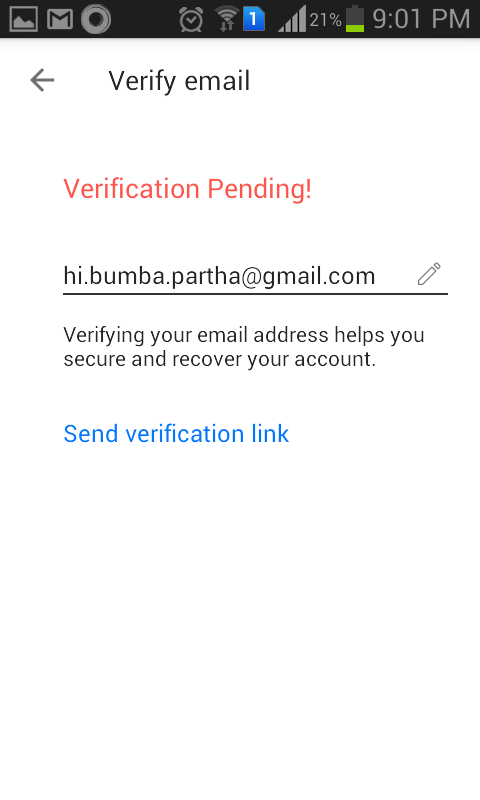 1 21% 9:01 PM
Verify email
Verification Pending!
hi.bumba.partha@gmail.com
Verifying your email address helps you
secure and recover your account.
Send verification link